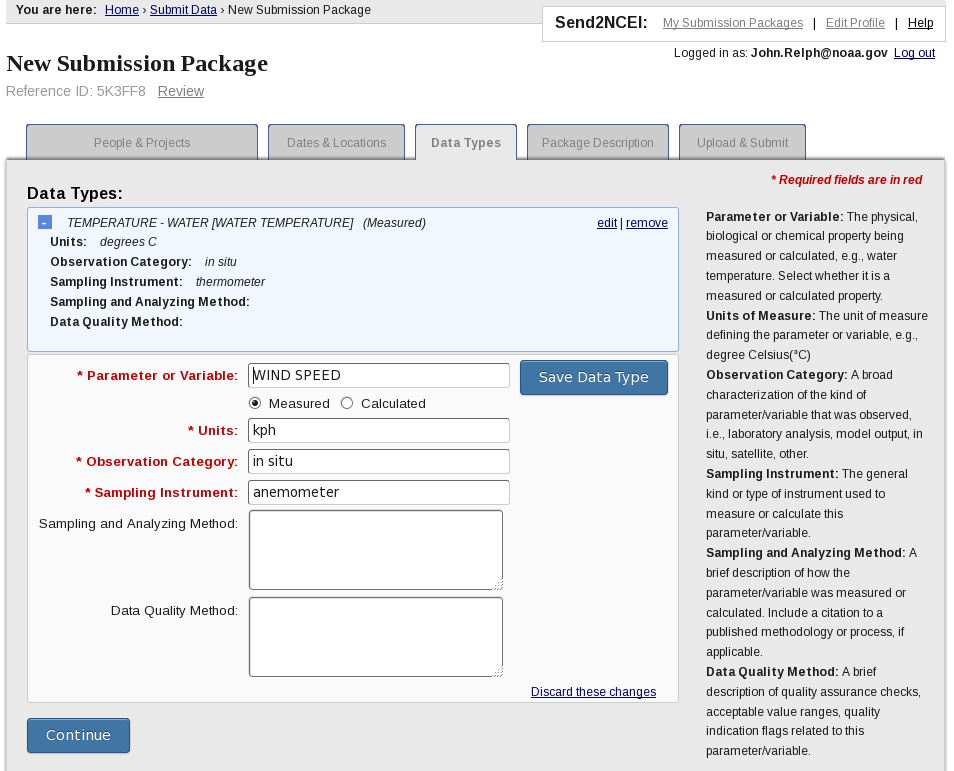 You are here: Home › Submit Data › New Submission Package
Send2NCEI: My Submission Packages | Edit Profile | Help
Logged in as: John.Relph@noaa.gov Log out
New Submission Package
Reference ID: 5K3FF8 Review
People & Projects
Dates & Locations
Data Types
Package Description
Upload & Submit
* Required fields are in red
Data Types:
- TEMPERATURE - WATER [WATER TEMPERATURE] (Measured) edit | remove
Units: degrees C
Observation Category: in situ
Sampling Instrument: thermometer
Sampling and Analyzing Method:
Data Quality Method:
* Parameter or Variable: WIND SPEED
Save Data Type
Measured Calculated
* Units: kph
* Observation Category: in situ
* Sampling Instrument: anemometer
Sampling and Analyzing Method:
Data Quality Method:
Discard these changes
Continue
Parameter or Variable: The physical,
biological or chemical property being
measured or calculated, e.g., water
temperature. Select whether it is a
measured or calculated property.
Units of Measure: The unit of measure
defining the parameter or variable, e.g.,
degree Celsius(°C)
Observation Category: A broad
characterization of the kind of
parameter/variable that was observed,
i.e., laboratory analysis, model output, in
situ, satellite, other.
Sampling Instrument: The general
kind or type of instrument used to
measure or calculate this
parameter/variable.
Sampling and Analyzing Method: A
brief description of how the
parameter/variable was measured or
calculated. Include a citation to a
published methodology or process, if
applicable.
Data Quality Method: A brief
description of quality assurance checks,
acceptable value ranges, quality
indication flags related to this
parameter/variable.